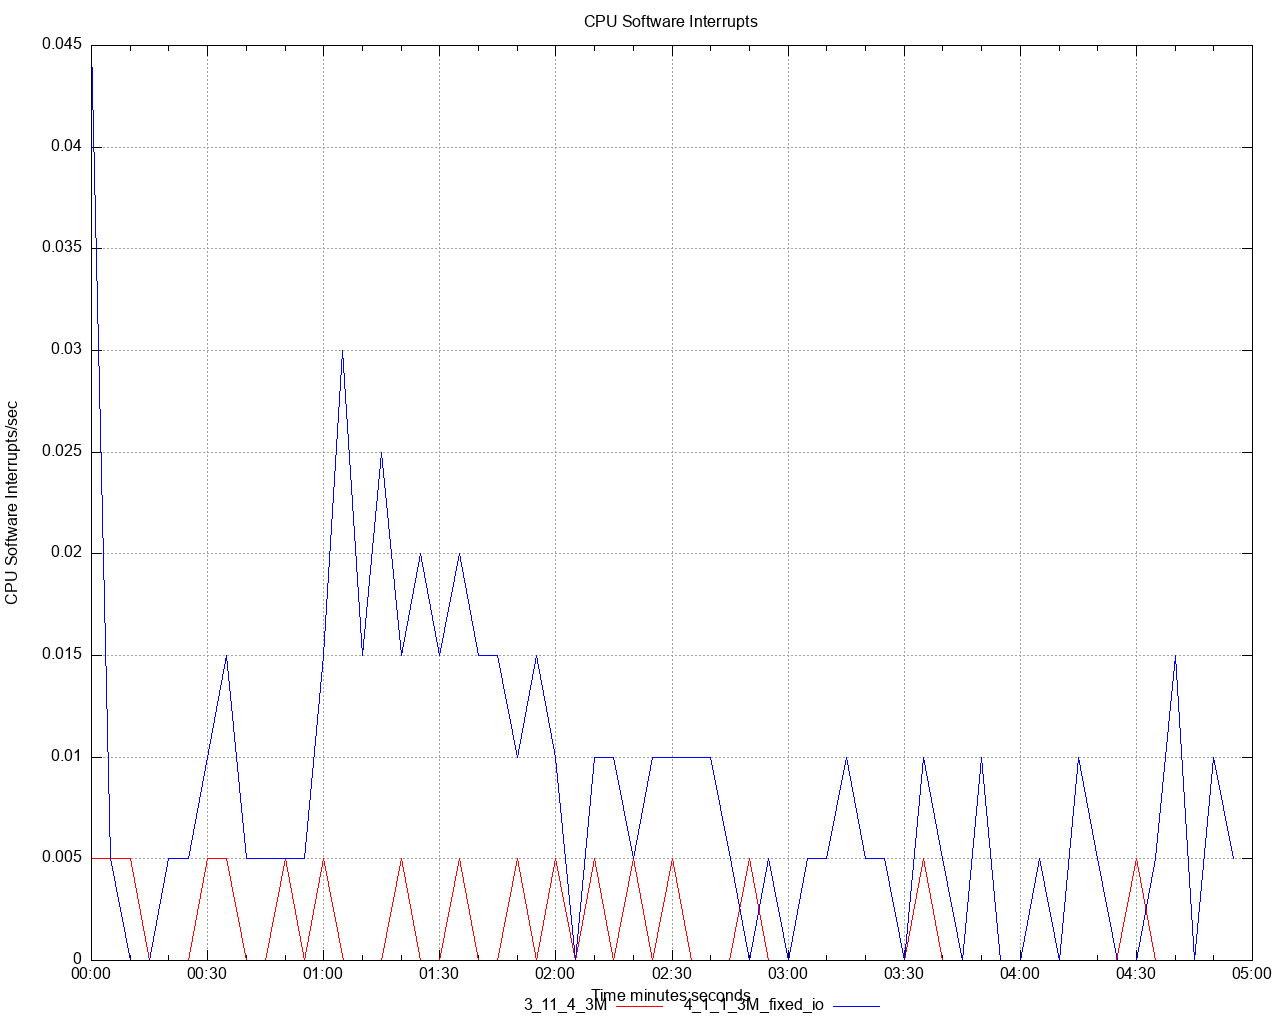 CPU Software Interrupts
0.045
0.04
0.035
0.03
0.025
0.02
0.015
0.01
0.005
0
CPU Software Interrupts/sec
00:00 00:30 01:00 01:30 02:00 02:30 03:00 03:30 04:00 04:30 05:00
Time minutes:seconds
3_11_4_3M 4_1_1_3M_fixed_io